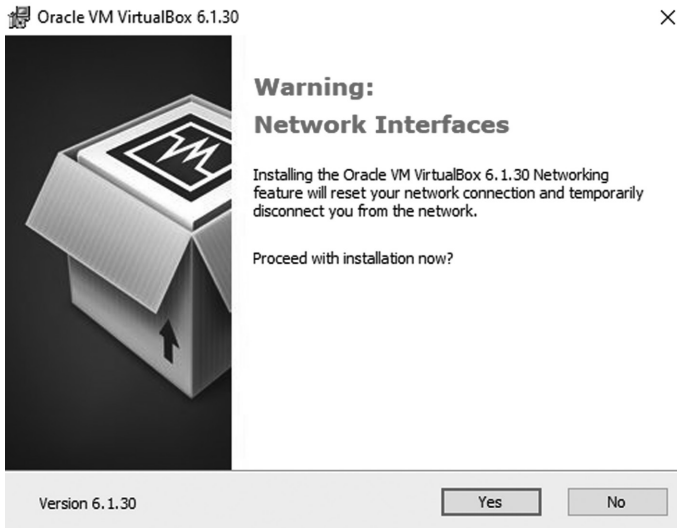 Oracle VM VirtualBox 6.1.30
Warning:
Network Interfaces
Installing the Oracle VM VirtualBox 6.1.30 Networking
feature will reset your network connection and temporarily
disconnect you from the network.
Proceed with installation now?
Version 6.1.30
Yes
No